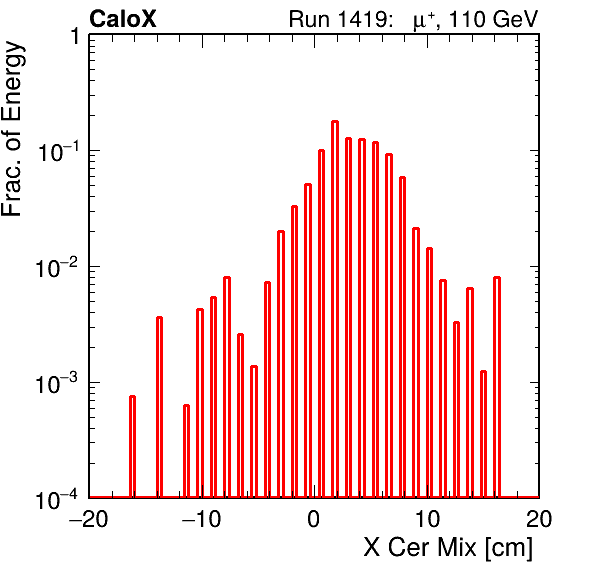 CaloX Run 1419: μ⁺, 110 GeV
Frac. of Energy
1
10⁻¹
10⁻²
10⁻³
10⁻⁴
−20 −10 0 10 20
X Cer Mix [cm]